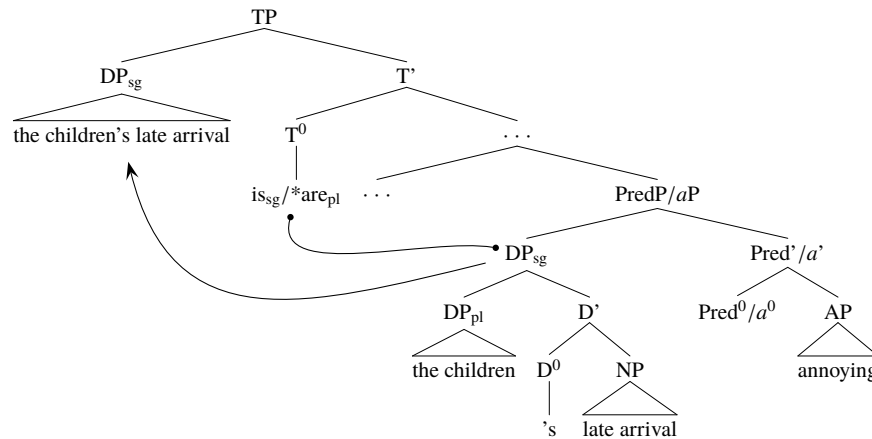 TP
DPsg T’
the children’s late arrival T0 · · ·
issg/*arepl · · · PredP/aP
DPsg Pred’/a’
DPpl D’ Pred0/a0 AP
the children D0 NP annoying
’s late arrival